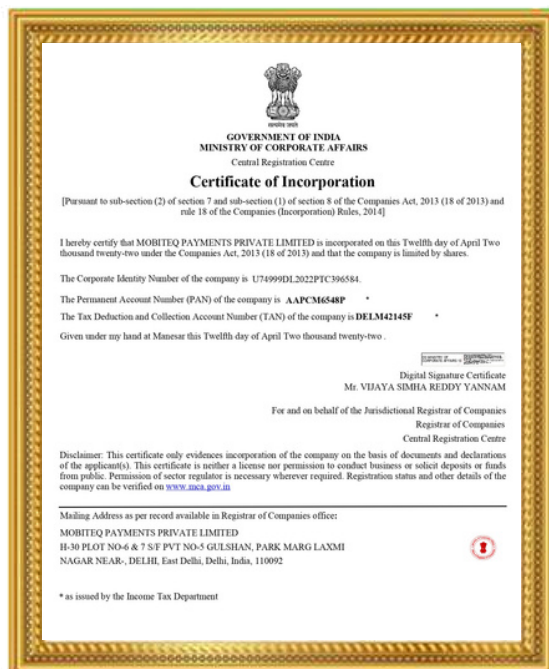 सत्यमेव जयते
GOVERNMENT OF INDIA
MINISTRY OF CORPORATE AFFAIRS
Central Registration Centre
Certificate of Incorporation
[Pursuant to sub-section (2) of section 7 and sub-section (1) of section 8 of the Companies Act, 2013 (18 of 2013) and
rule 18 of the Companies (Incorporation) Rules, 2014]
I hereby certify that MOBITEQ PAYMENTS PRIVATE LIMITED is incorporated on this Twelfth day of April Two
thousand twenty-two under the Companies Act, 2013 (18 of 2013) and that the company is limited by shares.
The Corporate Identity Number of the company is U74999DL2022PTC396584.
The Permanent Account Number (PAN) of the company is AAPCM6548P *
The Tax Deduction and Collection Account Number (TAN) of the company is DELM42145F *
Given under my hand at Manesar this Twelfth day of April Two thousand twenty-two .
Digital Signature Certificate
Mr. VIJAYA SIMHA REDDY YANNAM
For and on behalf of the Jurisdictional Registrar of Companies
Registrar of Companies
Central Registration Centre
Disclaimer: This certificate only evidences incorporation of the company on the basis of documents and declarations
of the applicant(s). This certificate is neither a license nor permission to conduct business or solicit deposits or funds
from public. Permission of sector regulator is necessary wherever required. Registration status and other details of the
company can be verified on www.mca.gov.in
Mailing Address as per record available in Registrar of Companies office:
MOBITEQ PAYMENTS PRIVATE LIMITED
H-30 PLOT NO-6 & 7 S/F PVT NO-5 GULSHAN, PARK MARG LAXMI
NAGAR NEAR-, DELHI, East Delhi, Delhi, India, 110092
* as issued by the Income Tax Department